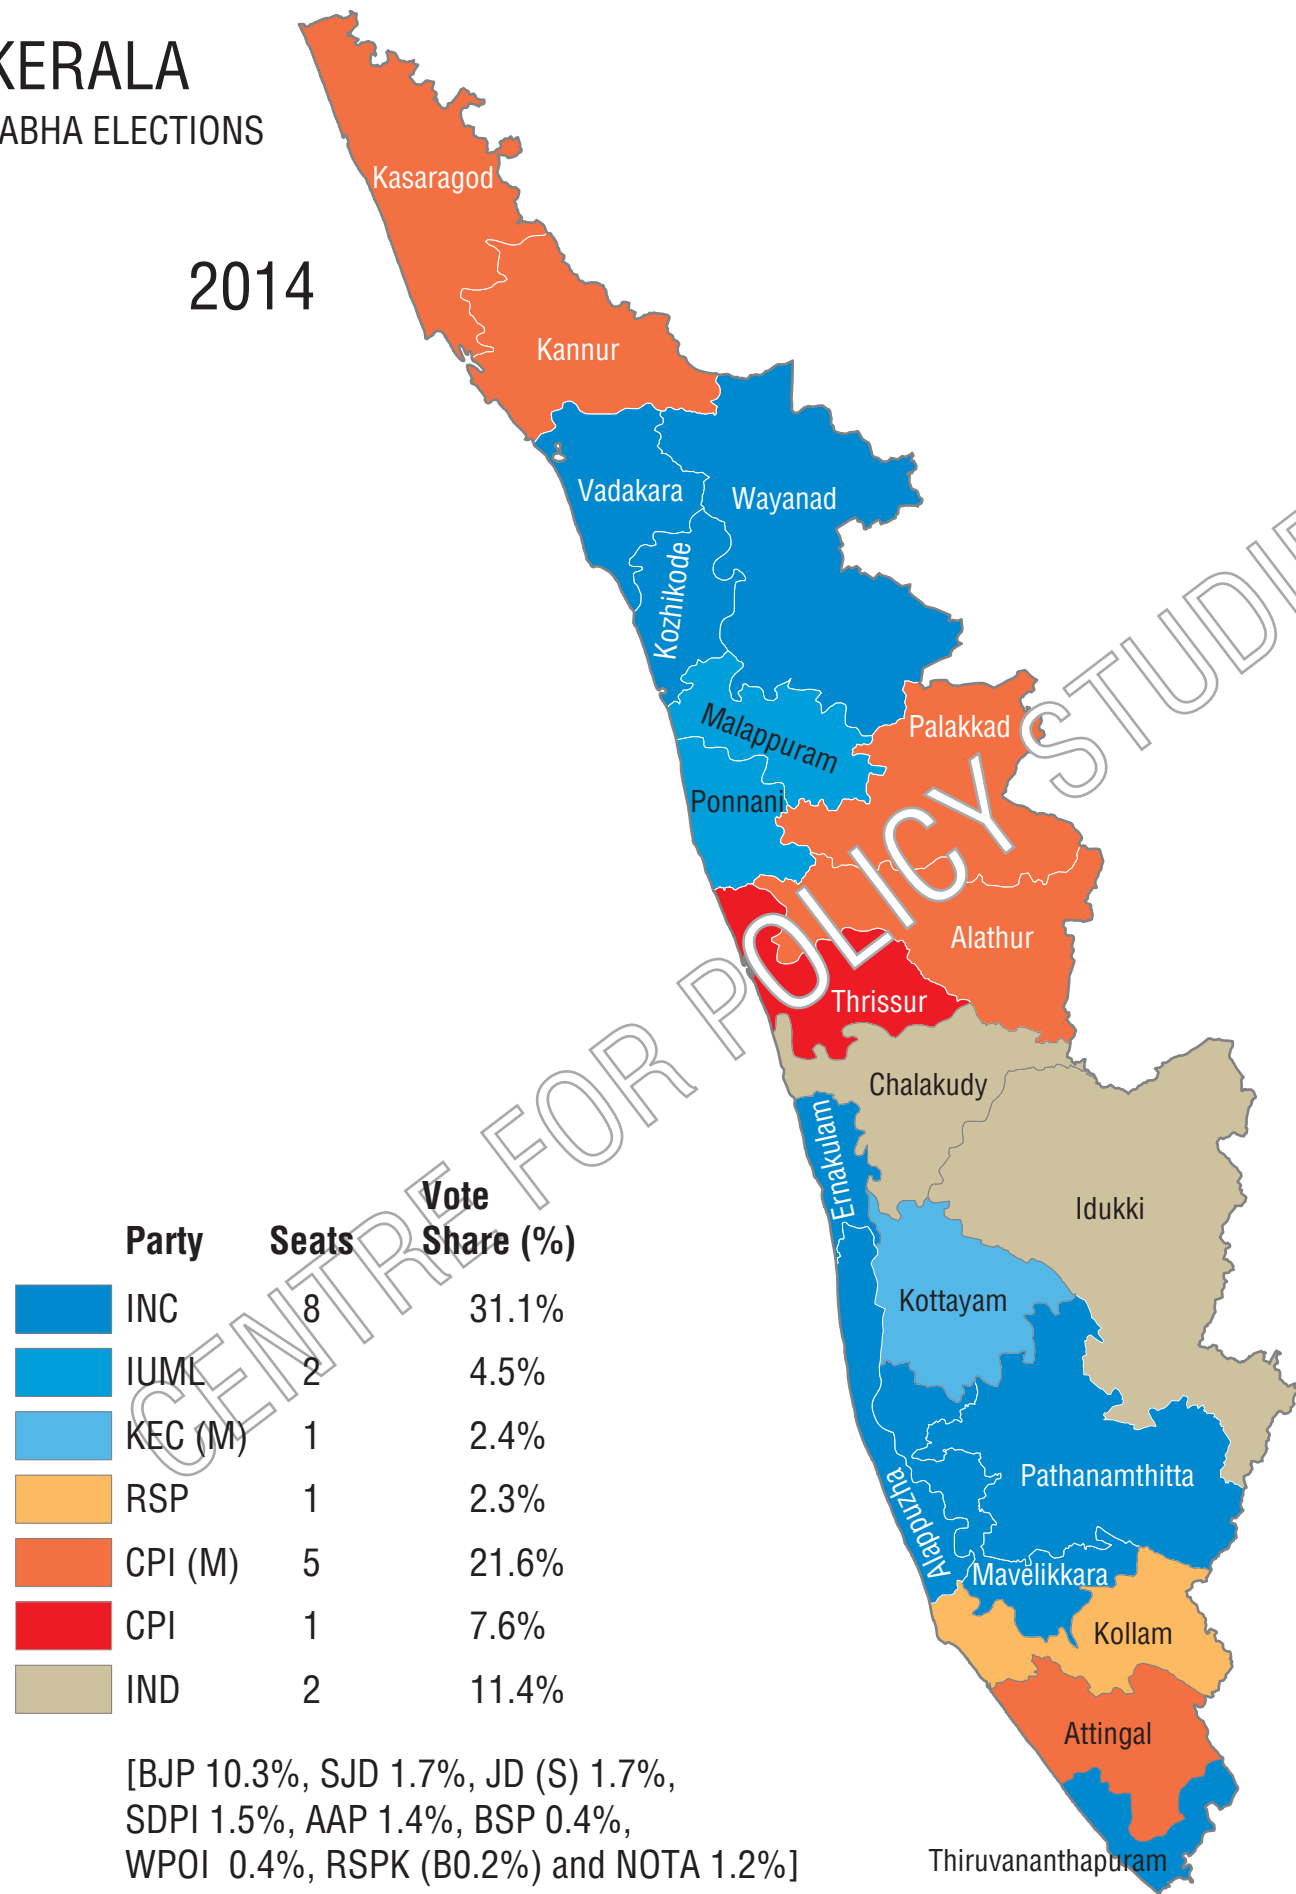 KERALA
ABHA ELECTIONS
2014
Kasaragod
Kannur
Vadakara
Wayanad
Kozhikode
Malappuram
Palakkad
Ponnani
Alathur
Thrissur
Chalakudy
Ernakulam
Idukki
Kottayam
Pathanamthitta
Alappuzha
Mavelikkara
Kollam
Attingal
Thiruvananthapuram
CENTRE FOR POLICY STUDIE
Party Seats Vote Share (%)
INC 8 31.1%
IUML 2 4.5%
KEC (M) 1 2.4%
RSP 1 2.3%
CPI (M) 5 21.6%
CPI 1 7.6%
IND 2 11.4%
[BJP 10.3%, SJD 1.7%, JD (S) 1.7%,
SDPI 1.5%, AAP 1.4%, BSP 0.4%,
WPOI 0.4%, RSPK (B0.2%) and NOTA 1.2%]